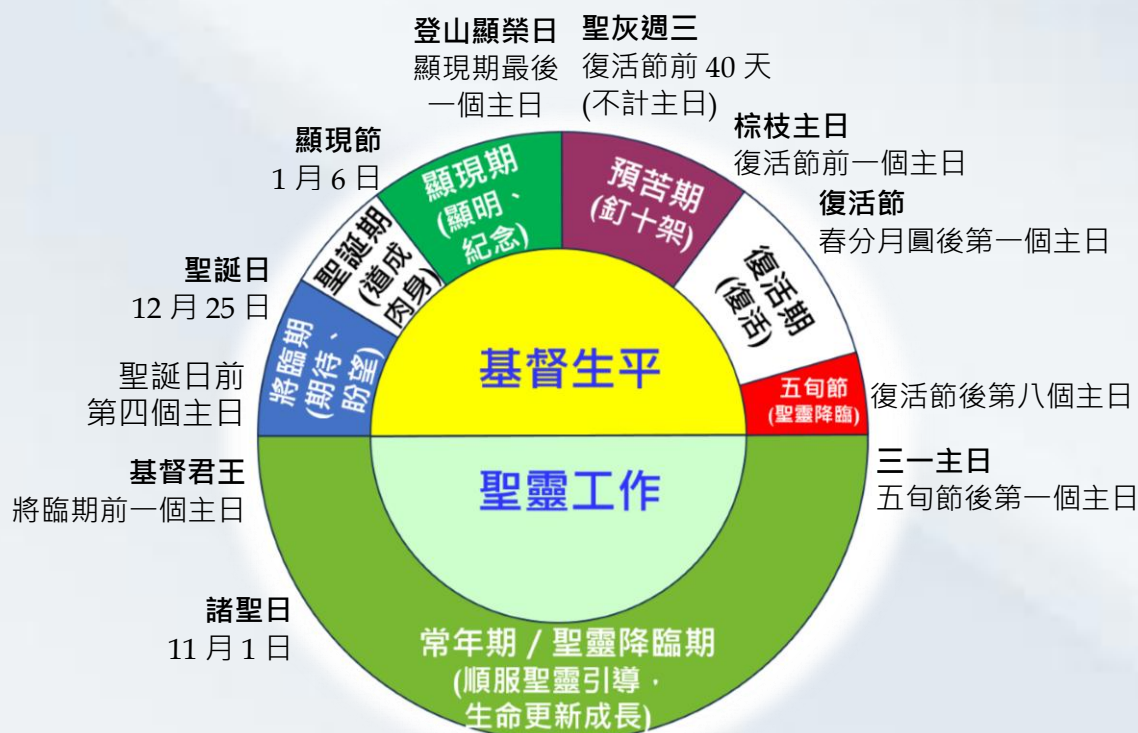 登山顯榮日
顯現期最後
一個主日
聖灰週三
復活節前 40 天
(不計主日)
棕枝主日
復活節前一個主日
復活節
春分月圓後第一個主日
顯現節
1 月 6 日
聖誕日
12 月 25 日
聖誕日前
第四個主日
基督君王
將臨期前一個主日
諸聖日
11 月 1 日
將臨期
(期待、
盼望)
聖誕期
(道成
肉身)
顯現期
(顯明、
紀念)
預苦期
(釘十架)
復活期
(復活)
五旬節
(聖靈降臨)
復活節後第八個主日
三一主日
五旬節後第一個主日
基督生平
聖靈工作
常年期 / 聖靈降臨期
(順服聖靈引導，
生命更新成長)